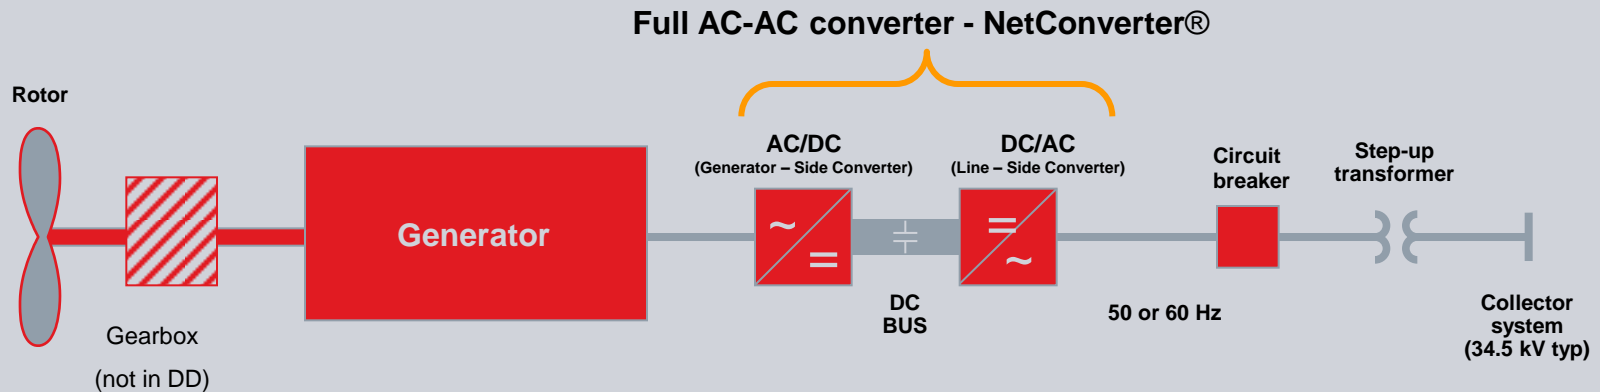 Full AC-AC converter - NetConverter®
Rotor
AC/DC
(Generator – Side Converter)
DC/AC
(Line – Side Converter)
Circuit
breaker
Step-up
transformer
Generator
~
=
=
~
DC
BUS
50 or 60 Hz
Collector
system
(34.5 kV typ)
Gearbox
(not in DD)